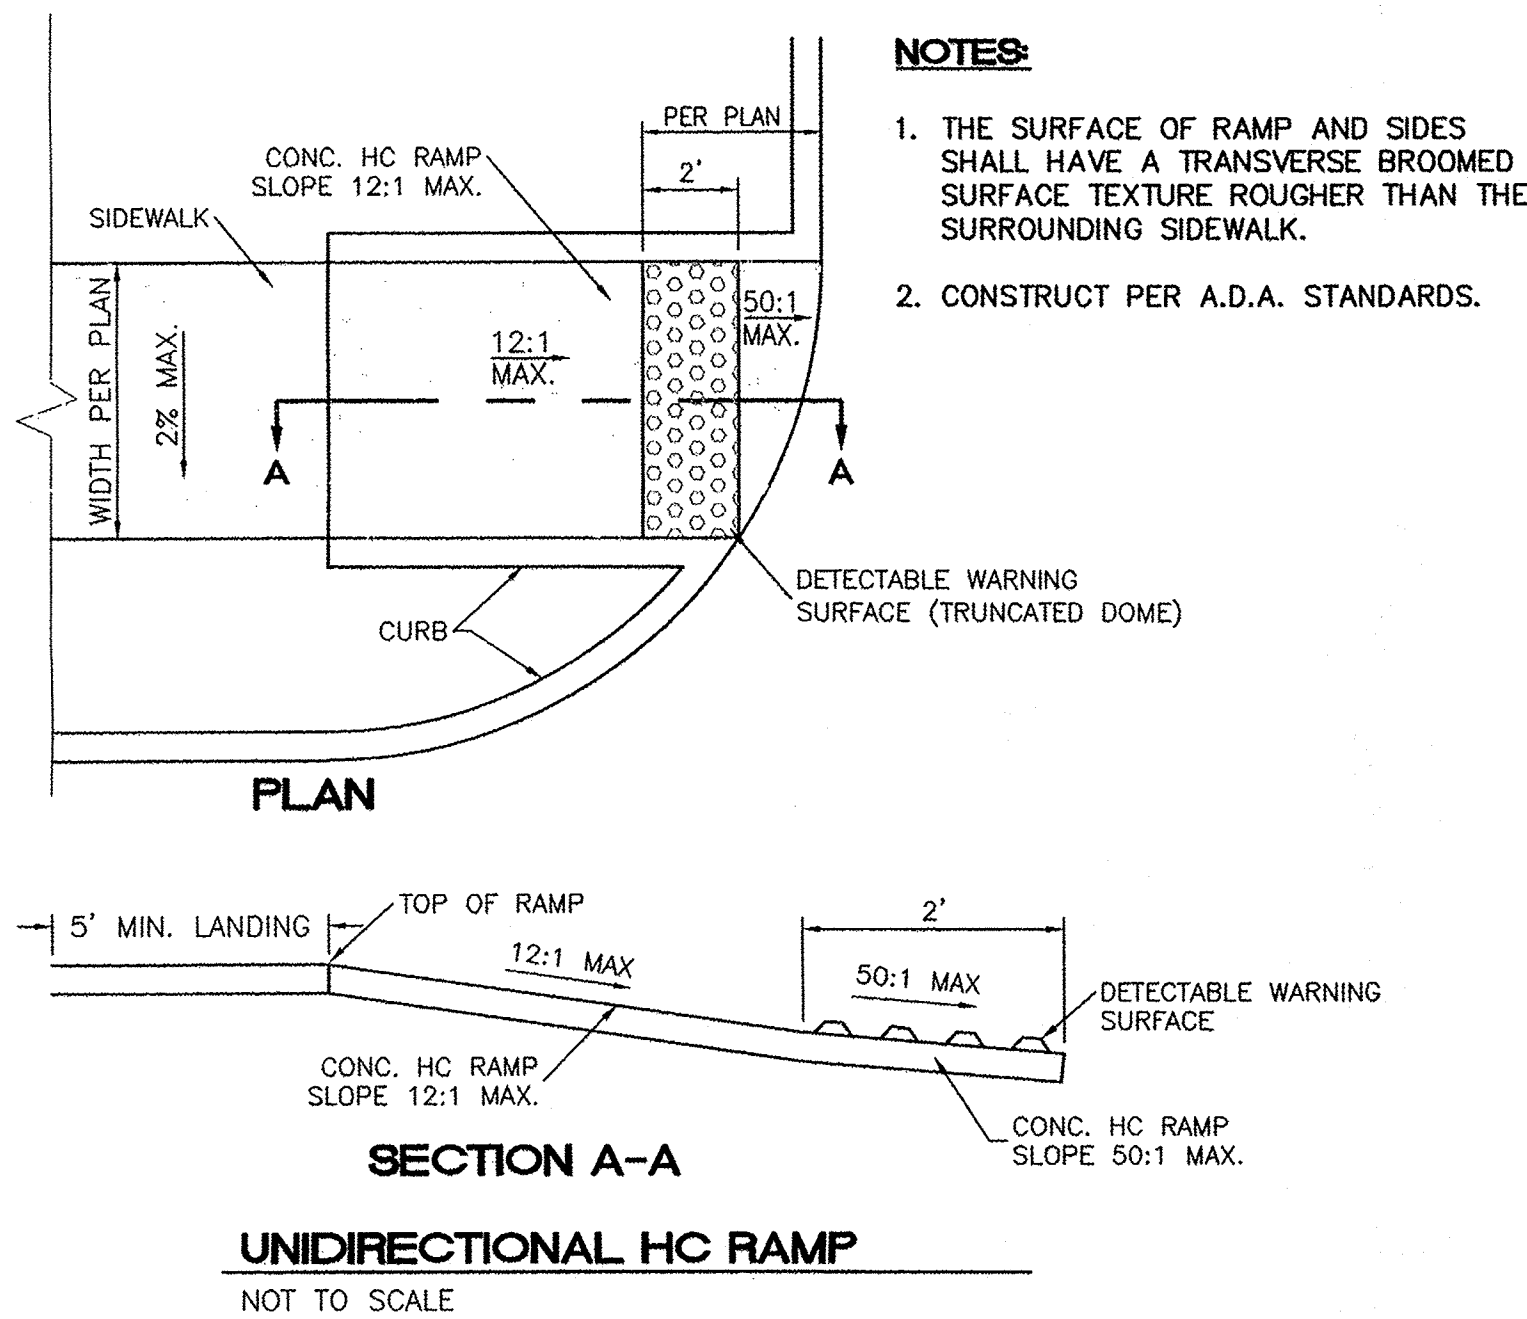 NOTES:
1. THE SURFACE OF RAMP AND SIDES
SHALL HAVE A TRANSVERSE BROOMED
SURFACE TEXTURE ROUGHER THAN THE
SURROUNDING SIDEWALK.
2. CONSTRUCT PER A.D.A. STANDARDS.
PER PLAN
2'
CONC. HC RAMP
SLOPE 12:1 MAX.
SIDEWALK
WIDTH PER PLAN
2% MAX.
12:1
MAX.
50:1
MAX.
A
A
DETECTABLE WARNING
SURFACE (TRUNCATED DOME)
CURB
PLAN
5' MIN. LANDING
TOP OF RAMP
12:1 MAX
2'
50:1 MAX
DETECTABLE WARNING
SURFACE
CONC. HC RAMP
SLOPE 12:1 MAX.
CONC. HC RAMP
SLOPE 50:1 MAX.
SECTION A-A
UNIDIRECTIONAL HC RAMP
NOT TO SCALE